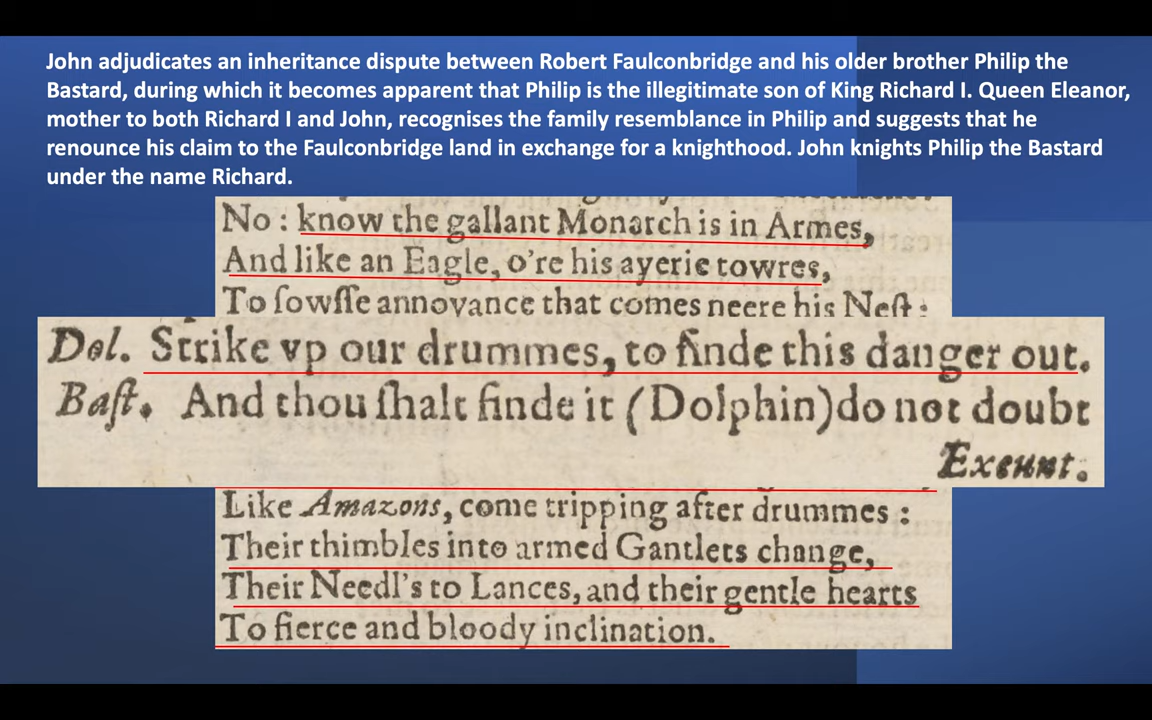 John adjudicates an inheritance dispute between Robert Faulconbridge and his older brother Philip the
Bastard, during which it becomes apparent that Philip is the illegitimate son of King Richard I. Queen Eleanor,
mother to both Richard I and John, recognises the family resemblance in Philip and suggests that he
renounce his claim to the Faulconbridge land in exchange for a knighthood. John knights Philip the Bastard
under the name Richard.
No : know the gallant Monarch is in Armes,
And like an Eagle, o're his ayerie towres,
To ſowſſe annoyance that comes neere his Neſt :
Dol. Strike vp our drummes, to finde this danger out.
Baſt. And thou ſhalt finde it (Dolphin) do not doubt
Exeunt.
Like Amazons, come tripping after drummes :
Their thimbles into armed Gantlets change,
Their Needl's to Lances, and their gentle hearts
To fierce and bloody inclination.